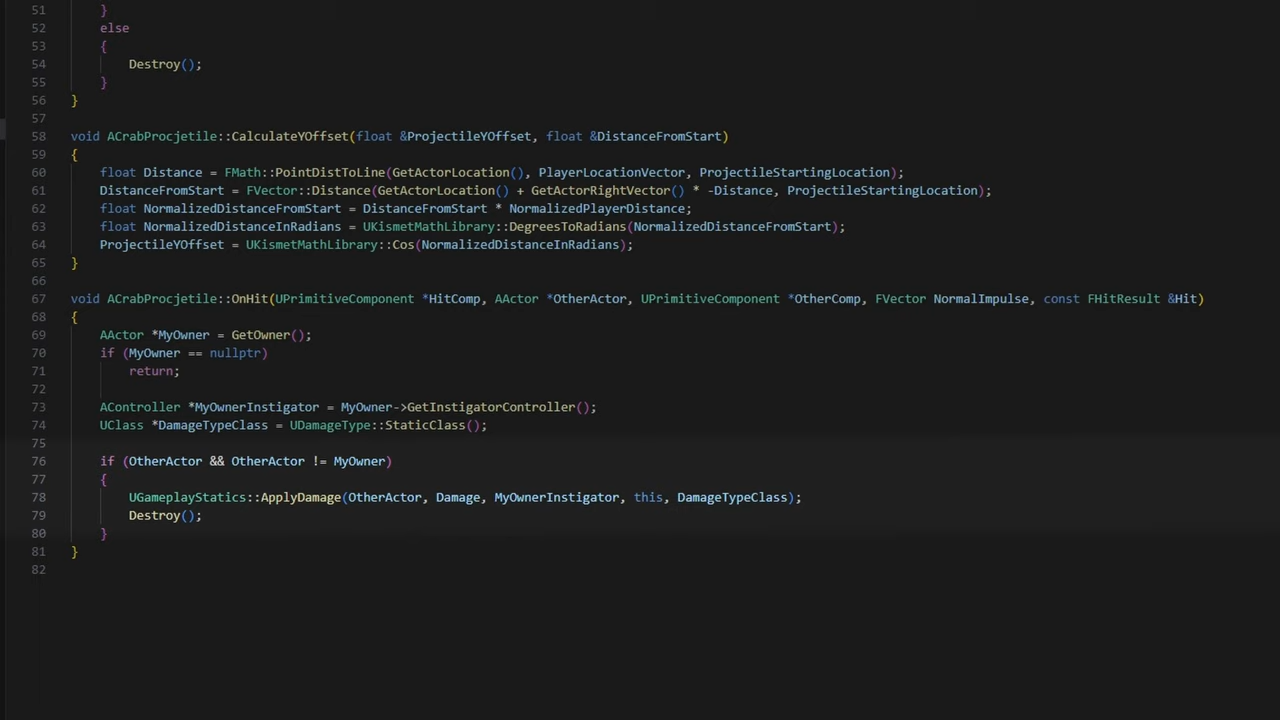 51 }
52 else
53 {
54 Destroy();
55 }
56 }
57
58 void ACrabProcjetile::CalculateYOffset(float &ProjectileYOffset, float &DistanceFromStart)
59 {
60 float Distance = FMath::PointDistToLine(GetActorLocation(), PlayerLocationVector, ProjectileStartingLocation);
61 DistanceFromStart = FVector::Distance(GetActorLocation() + GetActorRightVector() * -Distance, ProjectileStartingLocation);
62 float NormalizedDistanceFromStart = DistanceFromStart * NormalizedPlayerDistance;
63 float NormalizedDistanceInRadians = UKismetMathLibrary::DegreesToRadians(NormalizedDistanceFromStart);
64 ProjectileYOffset = UKismetMathLibrary::Cos(NormalizedDistanceInRadians);
65 }
66
67 void ACrabProcjetile::OnHit(UPrimitiveComponent *HitComp, AActor *OtherActor, UPrimitiveComponent *OtherComp, FVector NormalImpulse, const FHitResult &Hit)
68 {
69 AActor *MyOwner = GetOwner();
70 if (MyOwner == nullptr)
71 return;
72
73 AController *MyOwnerInstigator = MyOwner->GetInstigatorController();
74 UClass *DamageTypeClass = UDamageType::StaticClass();
75
76 if (OtherActor && OtherActor != MyOwner)
77 {
78 UGameplayStatics::ApplyDamage(OtherActor, Damage, MyOwnerInstigator, this, DamageTypeClass);
79 Destroy();
80 }
81 }
82